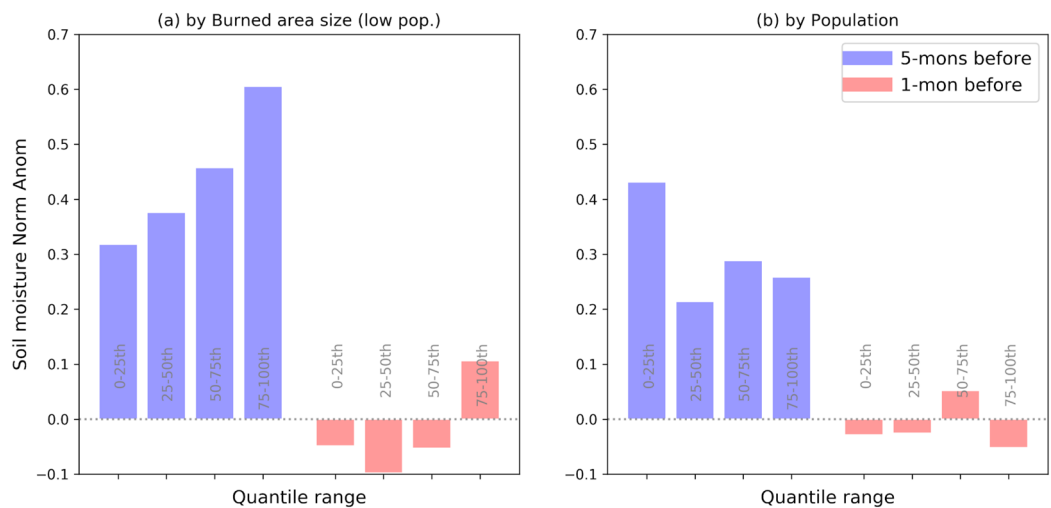 (a) by Burned area size (low pop.)
0.7
0.6
0.5
0.4
0.3
0.2
0.1
0.0
−0.1
Soil moisture Norm Anom
0-25th
25-50th
50-75th
75-100th
0-25th
25-50th
50-75th
75-100th
Quantile range
(b) by Population
5-mons before
1-mon before
0.7
0.6
0.5
0.4
0.3
0.2
0.1
0.0
−0.1
0-25th
25-50th
50-75th
75-100th
0-25th
25-50th
50-75th
75-100th
Quantile range